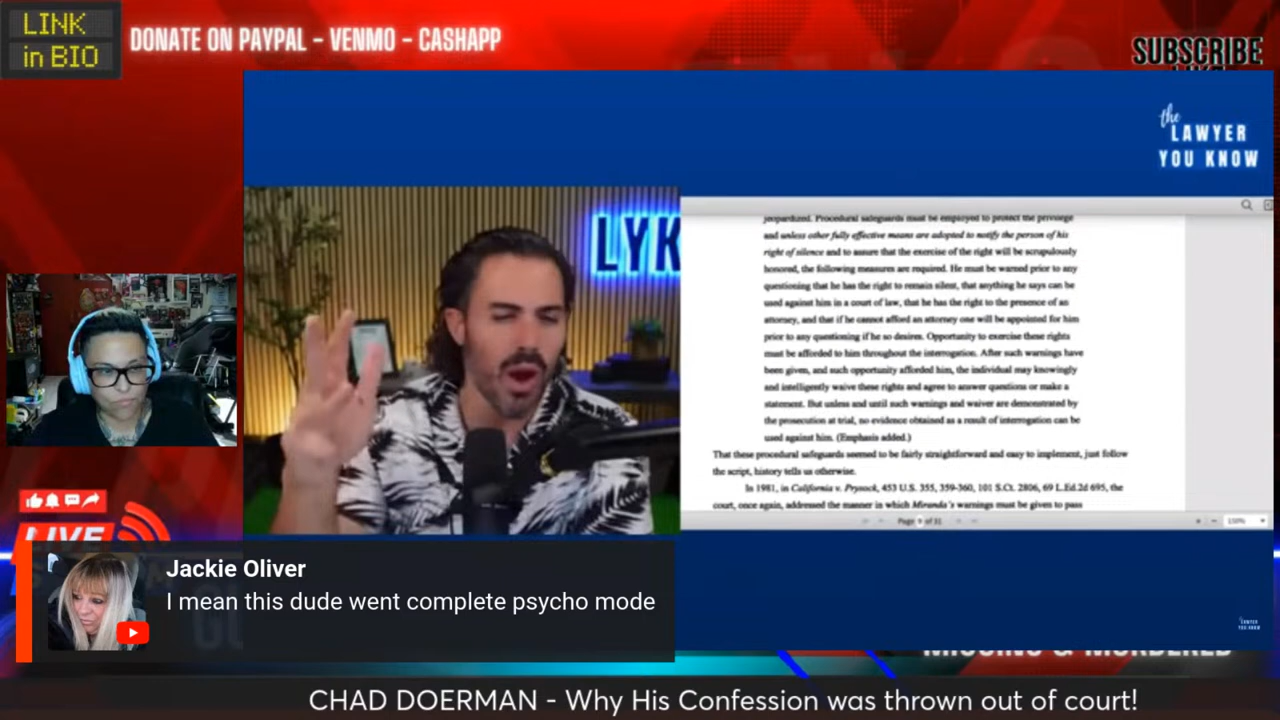 LINK
in BIO
DONATE ON PAYPAL - VENMO - CASHAPP
SUBSCRIBE
the
LAWYER
YOU KNOW
LYK
jeopardized. Procedural safeguards must be employed to protect the privilege
and unless other fully effective means are adopted to notify the person of his
right of silence and to assure that the exercise of the right will be scrupulously
honored, the following measures are required. He must be warned prior to any
questioning that he has the right to remain silent, that anything he says can be
used against him in a court of law, that he has the right to the presence of an
attorney, and that if he cannot afford an attorney one will be appointed for him
prior to any questioning if he so desires. Opportunity to exercise these rights
must be afforded to him throughout the interrogation. After such warnings have
been given, and such opportunity afforded him, the individual may knowingly
and intelligently waive these rights and agree to answer questions or make a
statement. But unless and until such warnings and waiver are demonstrated by
the prosecution at trial, no evidence obtained as a result of interrogation can be
used against him. (Emphasis added.)
That these procedural safeguards seemed to be fairly straightforward and easy to implement, just follow
the script, history tells us otherwise.
In 1981, in California v. Prysock, 453 U.S. 355, 359-360, 101 S.Ct. 2806, 69 L.Ed.2d 695, the
court, once again, addressed the manner in which Miranda's warnings must be given to pass
Page 9 of 31
150%
LIVE
Jackie Oliver
I mean this dude went complete psycho mode
LAWYER
YOU KNOW
MISSING & MURDERED
CHAD DOERMAN - Why His Confession was thrown out of court!